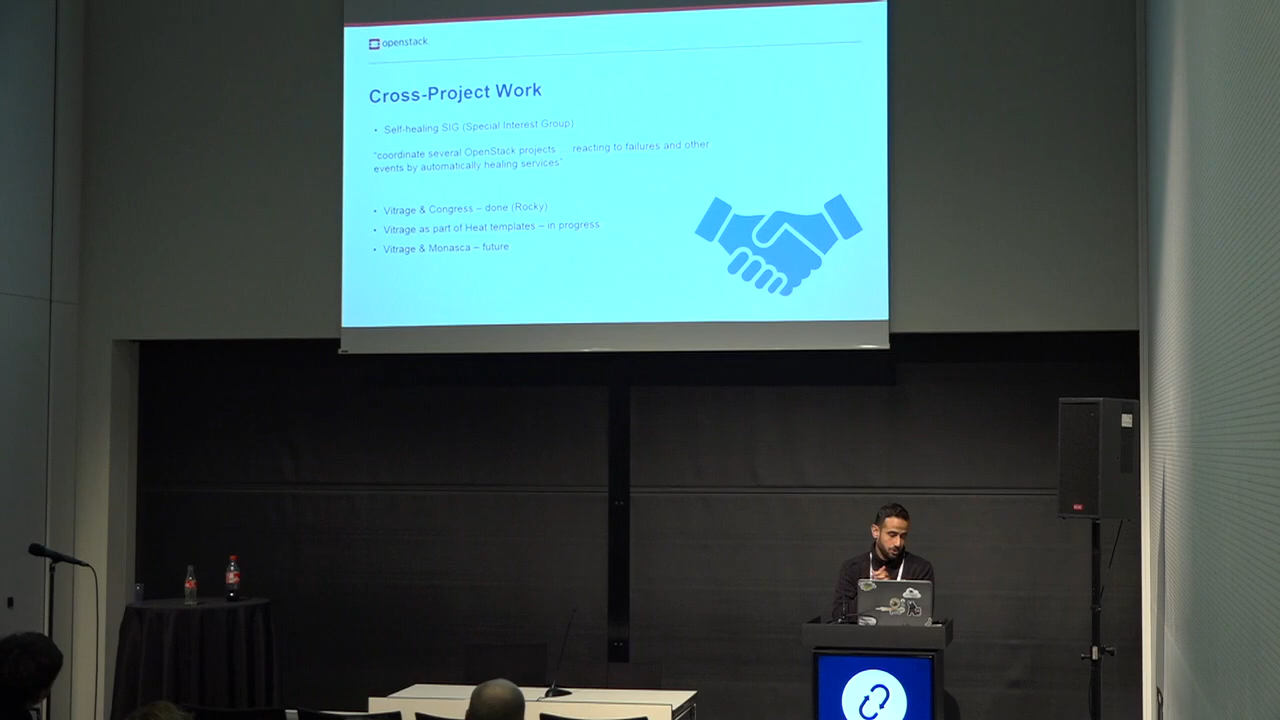 openstack
Cross-Project Work
• Self-healing SIG (Special Interest Group)
"coordinate several OpenStack projects … reacting to failures and other
events by automatically healing services"
• Vitrage & Congress – done (Rocky)
• Vitrage as part of Heat templates – in progress
• Vitrage & Monasca – future